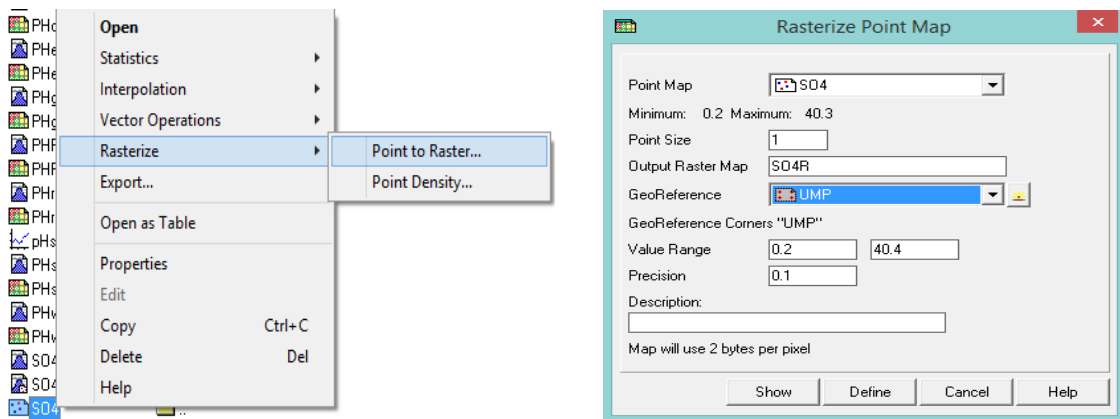 PHc
PHe
PHe
PHg
PHg
PHF
PHF
PHr
PHr
pHs
PHs
PHs
PHw
PHw
SO4
SO4
SO4
Open
Statistics
Interpolation
Vector Operations
Rasterize
Export...
Open as Table
Properties
Edit
Copy Ctrl+C
Delete Del
Help
Point to Raster...
Point Density...
..
Rasterize Point Map
Point Map SO4
Minimum: 0.2 Maximum: 40.3
Point Size 1
Output Raster Map SO4R
GeoReference UMP
GeoReference Corners "UMP"
Value Range 0.2 40.4
Precision 0.1
Description:
Map will use 2 bytes per pixel
Show Define Cancel Help